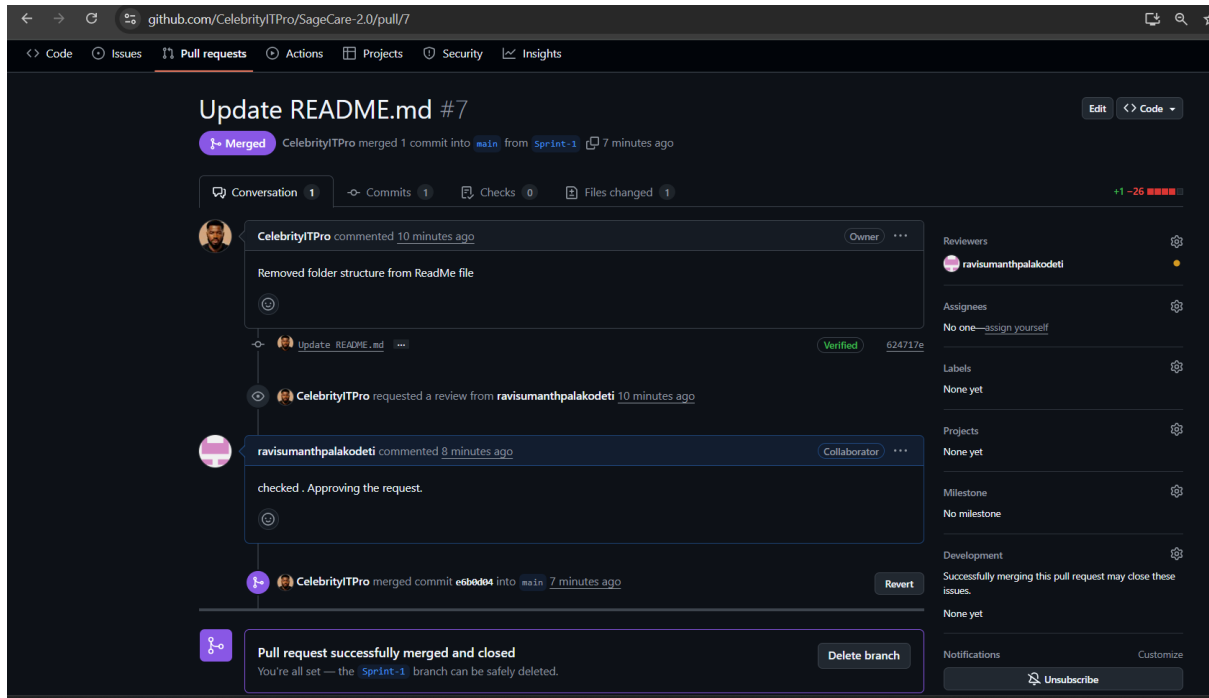 github.com/CelebrityITPro/SageCare-2.0/pull/7
Code Issues Pull requests Actions Projects Security Insights
Update README.md #7
Edit Code
Merged CelebrityITPro merged 1 commit into main from Sprint-1 7 minutes ago
Conversation 1 Commits 1 Checks 0 Files changed 1
+1 −26
CelebrityITPro commented 10 minutes ago Owner ...
Removed folder structure from ReadMe file
Update README.md ... Verified 624717e
CelebrityITPro requested a review from ravisumanthpalakodeti 10 minutes ago
ravisumanthpalakodeti commented 8 minutes ago Collaborator ...
checked . Approving the request.
CelebrityITPro merged commit e6b0d04 into main 7 minutes ago
Revert
Pull request successfully merged and closed
You're all set — the Sprint-1 branch can be safely deleted.
Delete branch
Reviewers
ravisumanthpalakodeti
Assignees
No one—assign yourself
Labels
None yet
Projects
None yet
Milestone
No milestone
Development
Successfully merging this pull request may close these
issues.
None yet
Notifications Customize
Unsubscribe